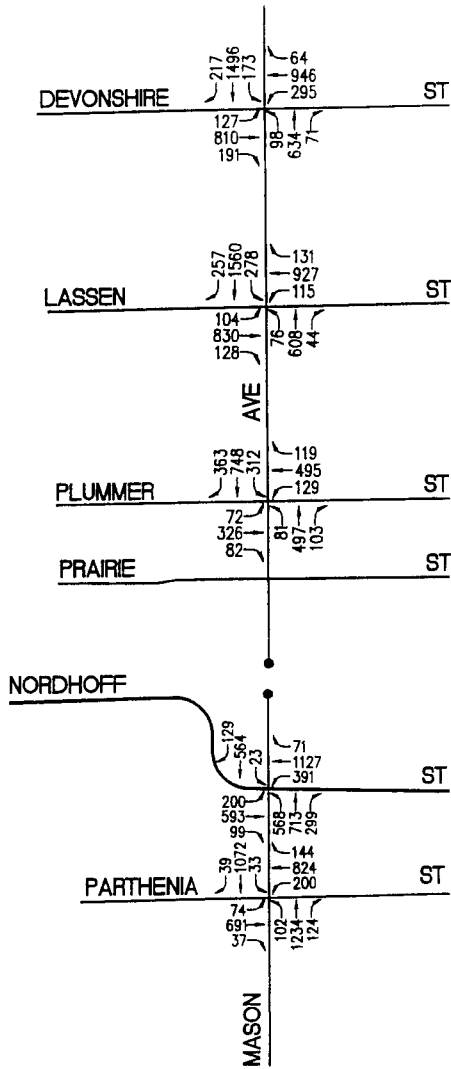 217 1496 173 64
946
295
DEVONSHIRE ST
127
810
191
98 634 71
257 1560 278 131
927
115
LASSEN ST
104
830
128
76 608 44
AVE
363 748 312 119
495
129
PLUMMER ST
72
326
82
81 497 103
PRAIRIE ST
NORDHOFF
129 564 23 71
1127
391
ST
200
593
99
568 713 299
39 1072 33 144
824
200
PARTHENIA ST
74
691
37
102 1234 124
MASON